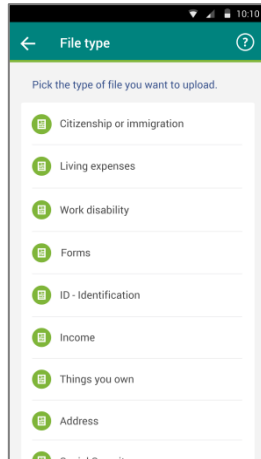 10:10
File type
Pick the type of file you want to upload.
Citizenship or immigration
Living expenses
Work disability
Forms
ID - Identification
Income
Things you own
Address